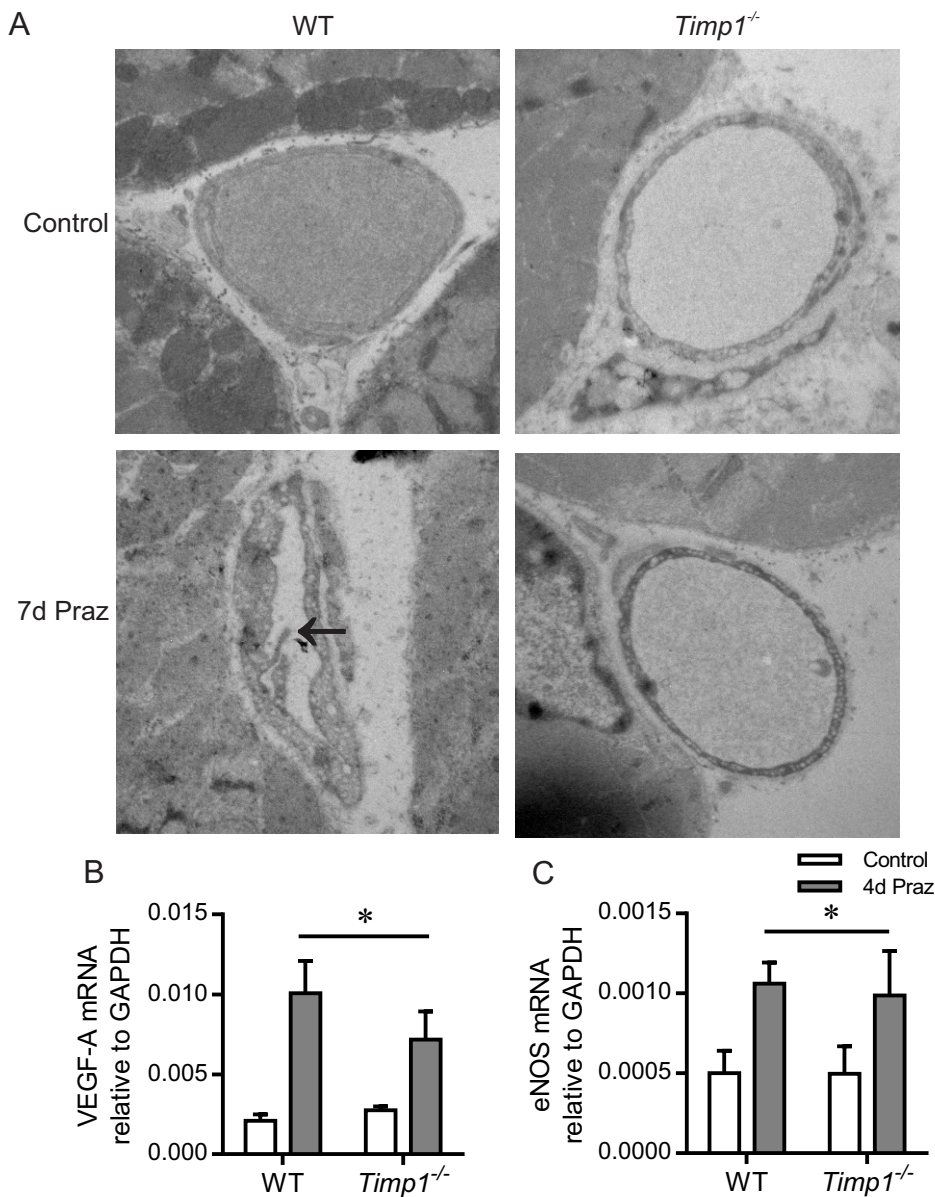 A
WT
Timp1-/-
Control
7d Praz
B
VEGF-A mRNA
relative to GAPDH
0.015
0.010
0.005
0.000
*
WT
Timp1-/-
C
Control
4d Praz
eNOS mRNA
relative to GAPDH
0.0015
0.0010
0.0005
0.0000
*
WT
Timp1-/-